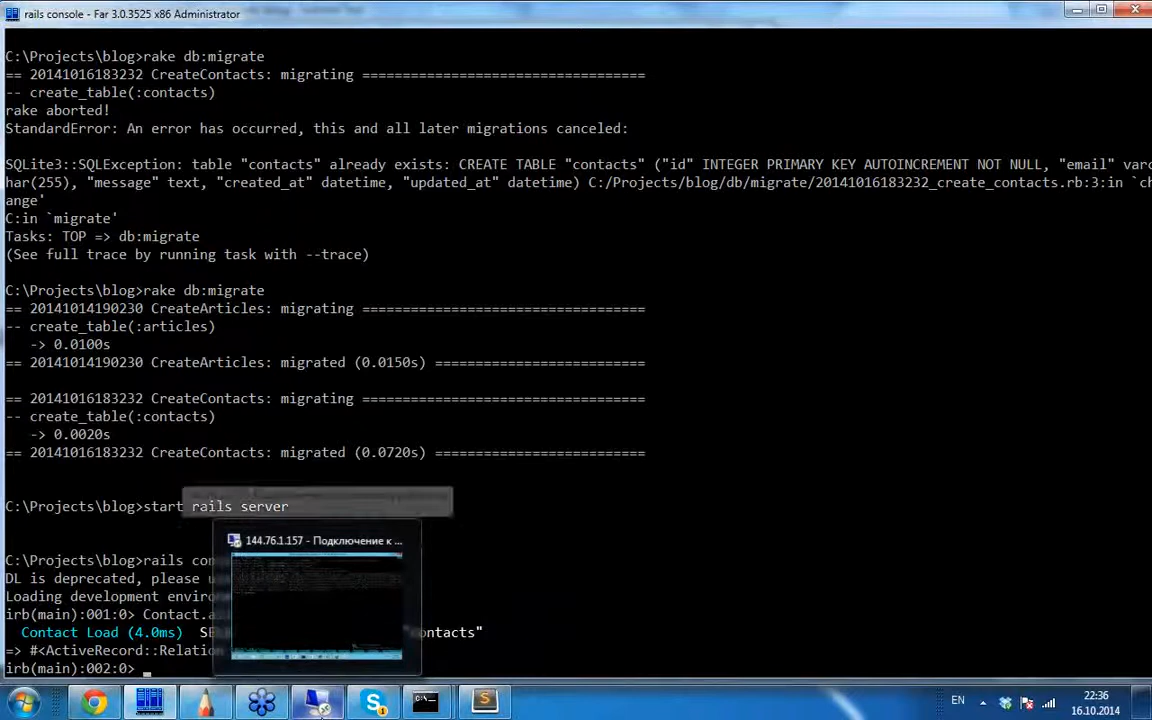 rails console - Far 3.0.3525 x86 Administrator
C:\Projects\blog>rake db:migrate
== 20141016183232 CreateContacts: migrating ===================================
-- create_table(:contacts)
rake aborted!
StandardError: An error has occurred, this and all later migrations canceled:
SQLite3::SQLException: table "contacts" already exists: CREATE TABLE "contacts" ("id" INTEGER PRIMARY KEY AUTOINCREMENT NOT NULL, "email" varc
har(255), "message" text, "created_at" datetime, "updated_at" datetime) C:/Projects/blog/db/migrate/20141016183232_create_contacts.rb:3:in `ch
ange'
C:in `migrate'
Tasks: TOP => db:migrate
(See full trace by running task with --trace)
C:\Projects\blog>rake db:migrate
== 20141014190230 CreateArticles: migrating ===================================
-- create_table(:articles)
-> 0.0100s
== 20141014190230 CreateArticles: migrated (0.0150s) ==========================
== 20141016183232 CreateContacts: migrating ===================================
-- create_table(:contacts)
-> 0.0020s
== 20141016183232 CreateContacts: migrated (0.0720s) ==========================
C:\Projects\blog>start rails server
144.76.1.157 - Подключение к ...
C:\Projects\blog>rails con
DL is deprecated, please u
Loading development enviro
irb(main):001:0> Contact.a
Contact Load (4.0ms) SE "contacts"
=> #<ActiveRecord::Relation
irb(main):002:0>
EN
22:36
16.10.2014